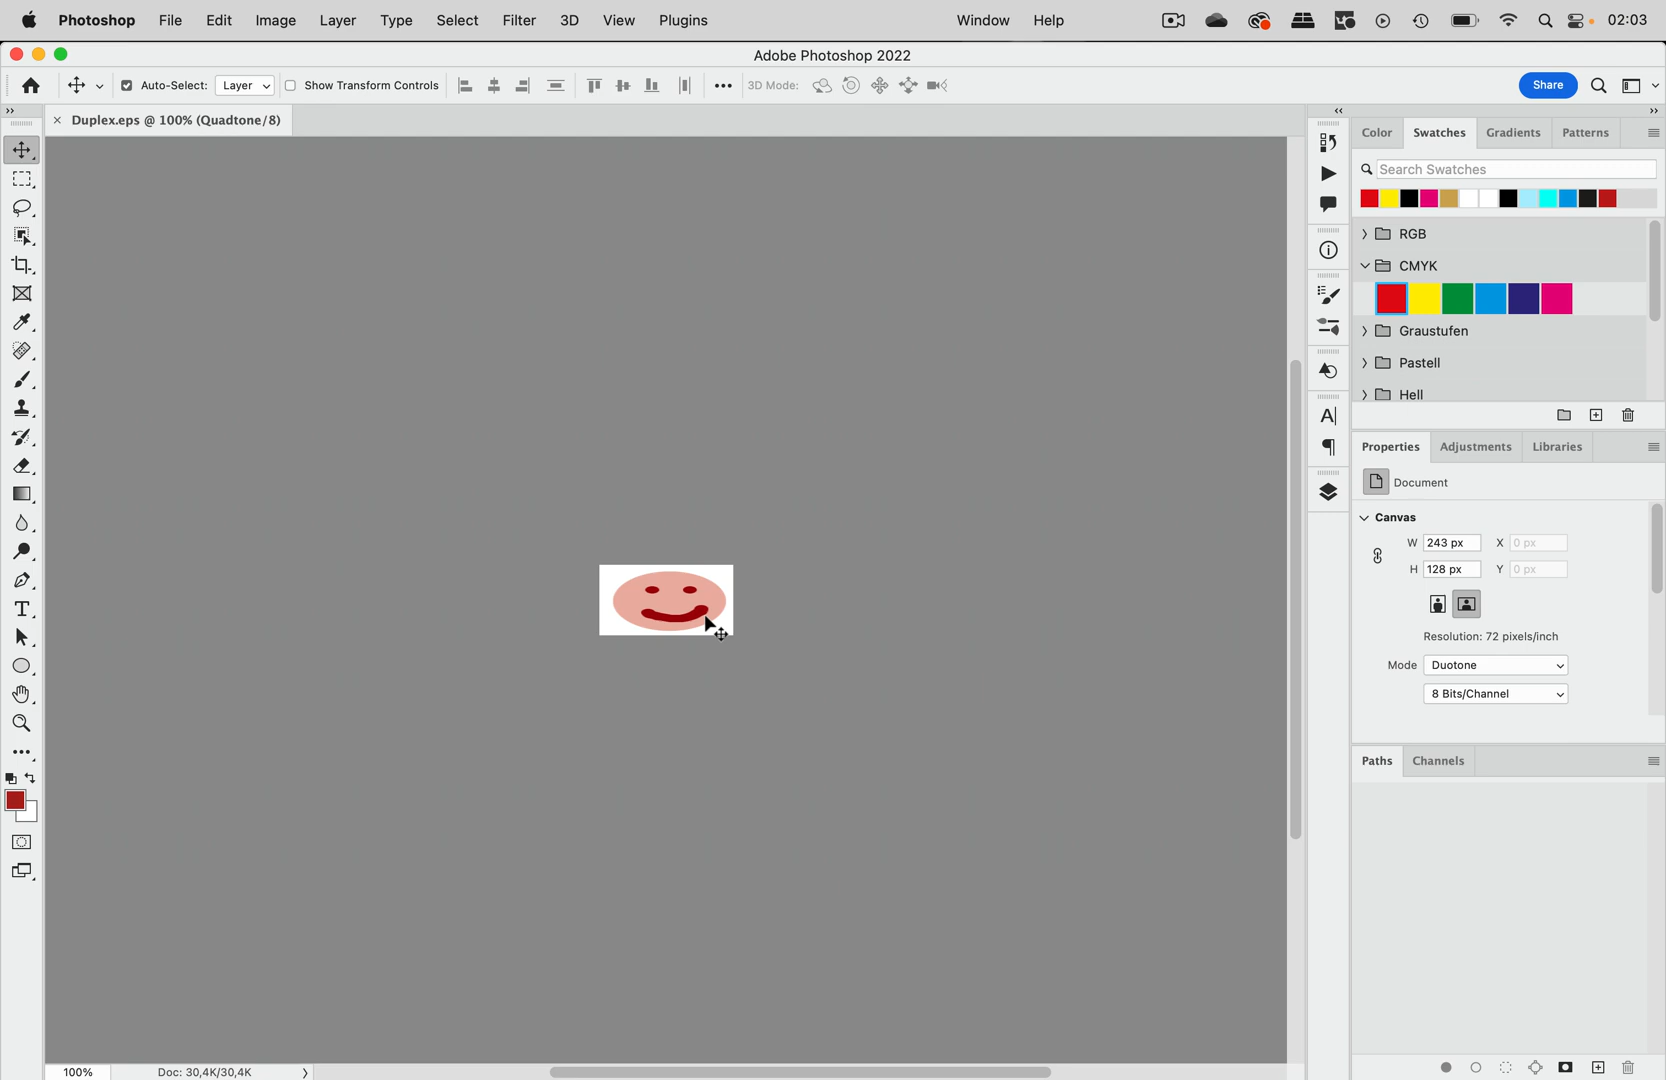 Photoshop File Edit Image Layer Type Select Filter 3D View Plugins Window Help 02:03
Adobe Photoshop 2022
Auto-Select: Layer Show Transform Controls 3D Mode: Share
Duplex.eps @ 100% (Quadtone/8)
Color Swatches Gradients Patterns
Search Swatches
RGB
CMYK
Graustufen
Pastell
Hell
Properties Adjustments Libraries
Document
Canvas
W 243 px X 0 px
H 128 px Y 0 px
Resolution: 72 pixels/inch
Mode Duotone
8 Bits/Channel
Paths Channels
100% Doc: 30,4K/30,4K